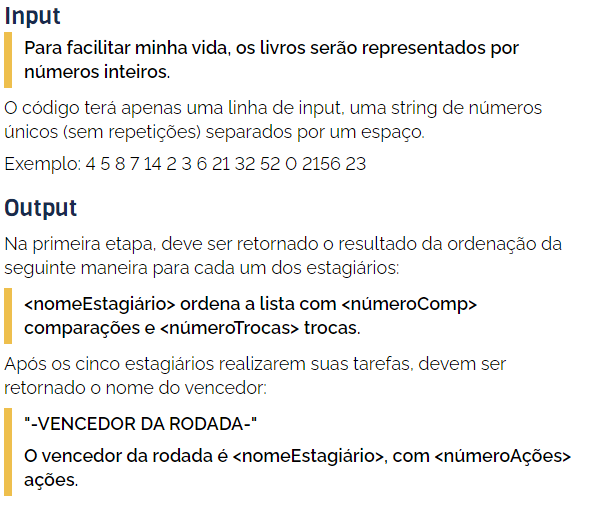 Input
Para facilitar minha vida, os livros serão representados por
números inteiros.
O código terá apenas uma linha de input, uma string de números
únicos (sem repetições) separados por um espaço.
Exemplo: 4 5 8 7 14 2 3 6 21 32 52 0 2156 23
Output
Na primeira etapa, deve ser retornado o resultado da ordenação da
seguinte maneira para cada um dos estagiários:
<nomeEstagiário> ordena a lista com <númeroComp>
comparações e <númeroTrocas> trocas.
Após os cinco estagiários realizarem suas tarefas, devem ser
retornado o nome do vencedor:
"-VENCEDOR DA RODADA-"
O vencedor da rodada é <nomeEstagiário>, com <númeroAções>
ações.